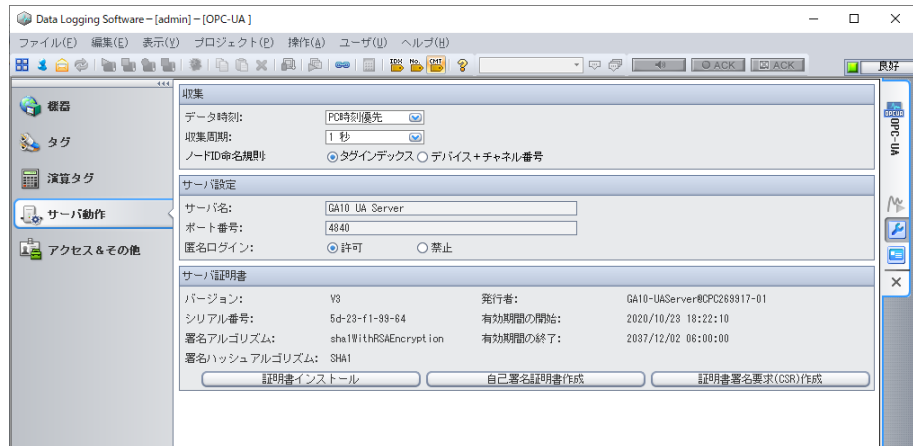 Data Logging Software – [admin] – [OPC-UA ]
ファイル(F) 編集(E) 表示(V) プロジェクト(P) 操作(A) ユーザ(U) ヘルプ(H)
IDX No. CMT ACK ACK 良好
機器
タグ
演算タグ
サーバ動作
アクセス&その他
収集
データ時刻: PC時刻優先
収集周期: 1 秒
ノードID命名規則: タグインデックス デバイス+チャネル番号
サーバ設定
サーバ名: GA10 UA Server
ポート番号: 4840
匿名ログイン: 許可 禁止
サーバ証明書
バージョン: V3 発行者: GA10-UAServer@CPC269917-01
シリアル番号: 5d-23-f1-99-64 有効期間の開始: 2020/10/23 18:22:10
署名アルゴリズム: sha1WithRSAEncryption 有効期間の終了: 2037/12/02 06:00:00
署名ハッシュアルゴリズム: SHA1
証明書インストール 自己署名証明書作成 証明書署名要求(CSR)作成
OPCUA
OPC-UA